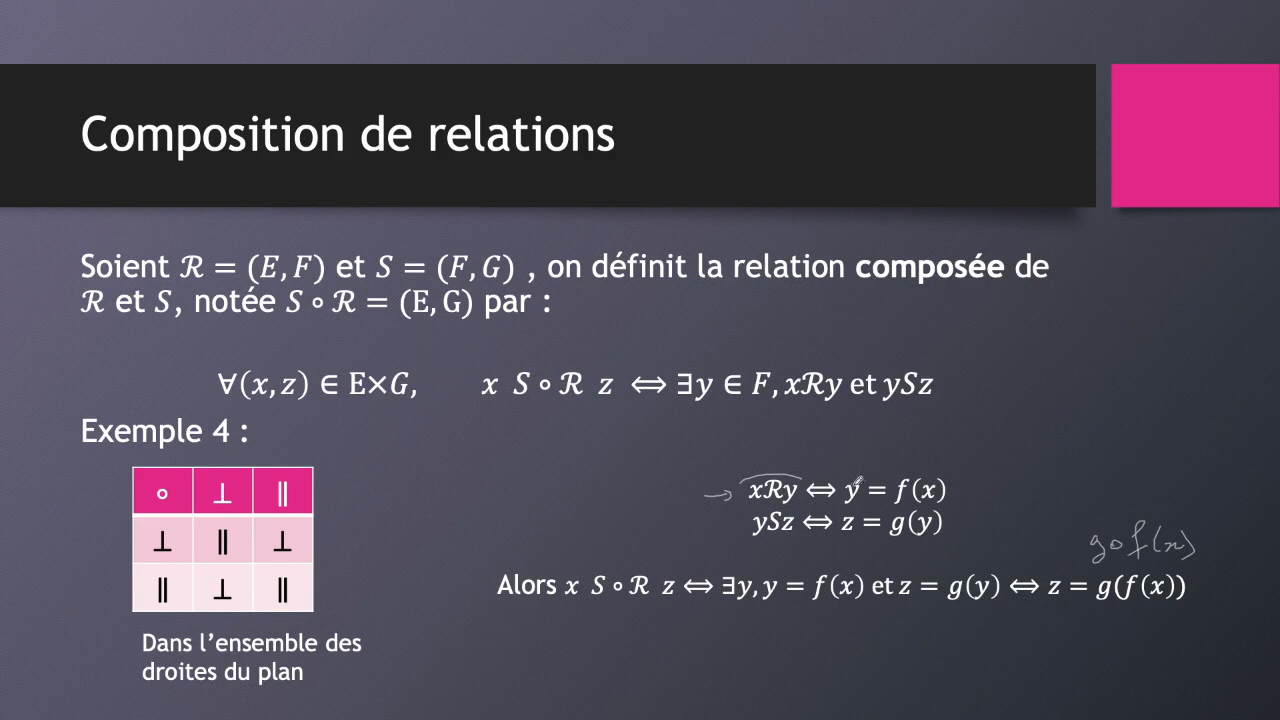 Composition de relations
Soient ℛ = (E, F) et S = (F, G) , on définit la relation composée de
ℛ et S, notée S ∘ ℛ = (E, G) par :
∀(x, z) ∈ E×G, x S ∘ ℛ z ⟺ ∃y ∈ F, xℛy et ySz
Exemple 4 :
∘ ⊥ ∥
⊥ ∥ ⊥
∥ ⊥ ∥
Dans l'ensemble des
droites du plan
→ xℛy ⟺ y = f(x)
ySz ⟺ z = g(y)
g∘f(x)
Alors x S ∘ ℛ z ⟺ ∃y, y = f(x) et z = g(y) ⟺ z = g(f(x))